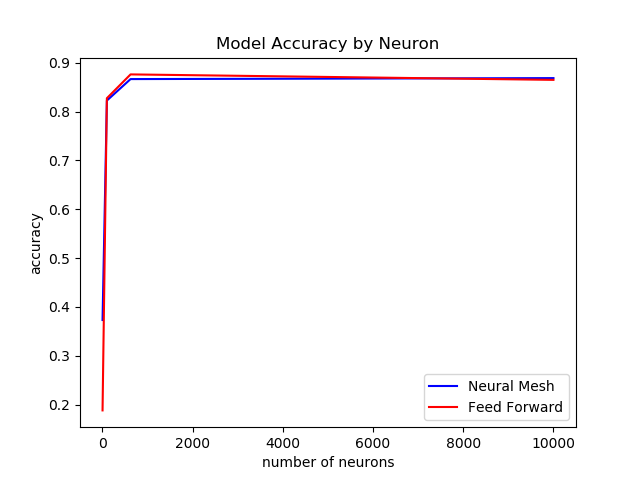 Model Accuracy by Neuron
0.9
0.8
0.7
0.6
0.5
0.4
0.3
0.2
accuracy
Neural Mesh
Feed Forward
0 2000 4000 6000 8000 10000
number of neurons